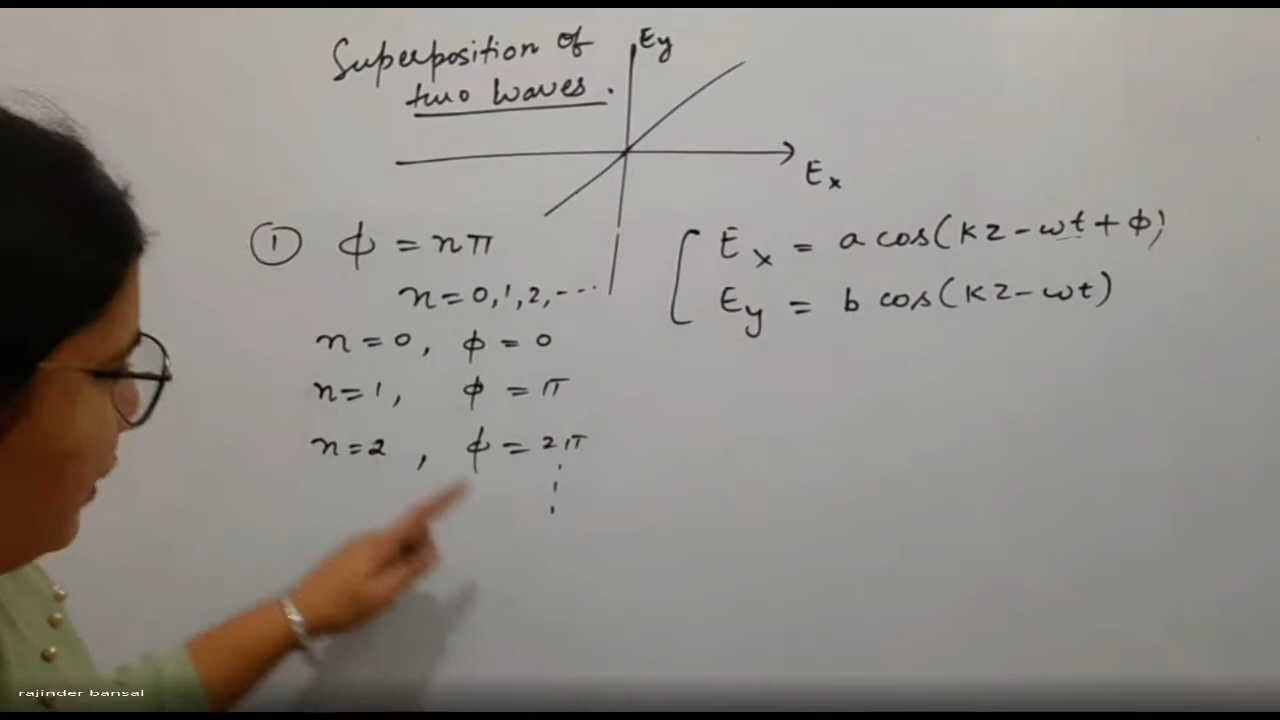 Superposition of
two waves.
Ey
Ex
① ϕ = nπ
n=0,1,2,---
n=0, ϕ = 0
n=1, ϕ = π
n=2, ϕ = 2π
Ex = a cos(kz-ωt+ϕ)
Ey = b cos(kz-ωt)
rajinder bansal